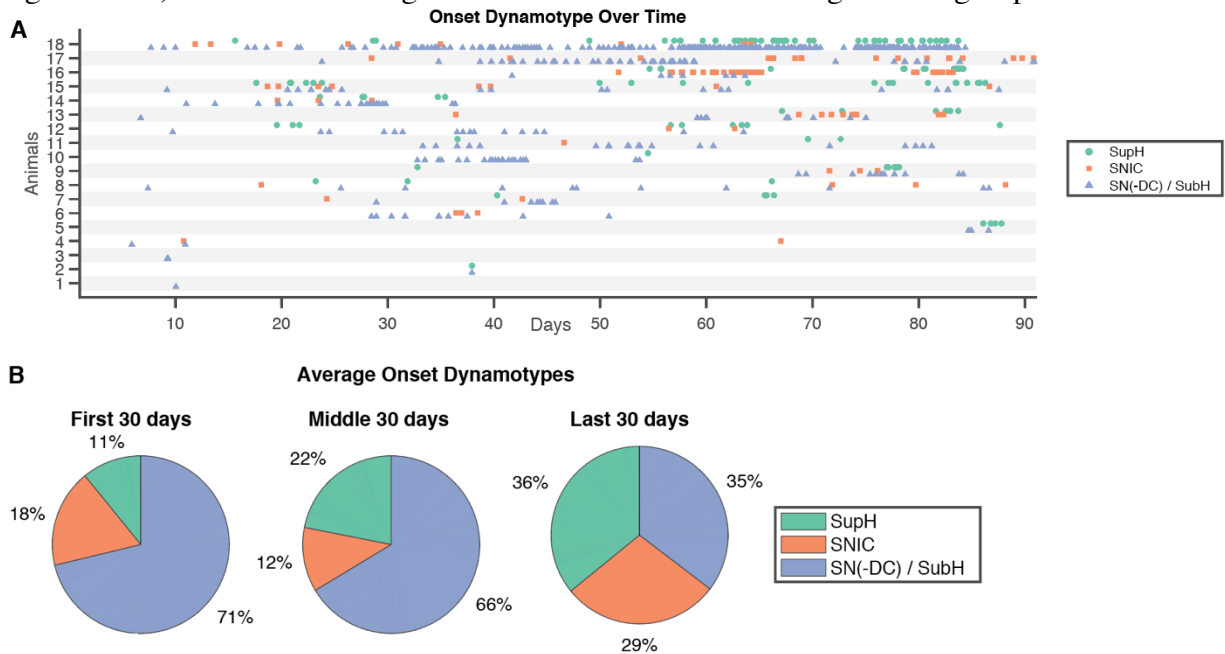 Onset Dynamotype Over Time
A
18
17
16
15
14
13
12
11
10
9
8
7
6
5
4
3
2
1
Animals
10 20 30 40 50 60 70 80 90
Days
SupH
SNIC
SN(-DC) / SubH
B
Average Onset Dynamotypes
First 30 days
Middle 30 days
Last 30 days
11%
18%
71%
22%
12%
66%
36%
35%
29%
SupH
SNIC
SN(-DC) / SubH